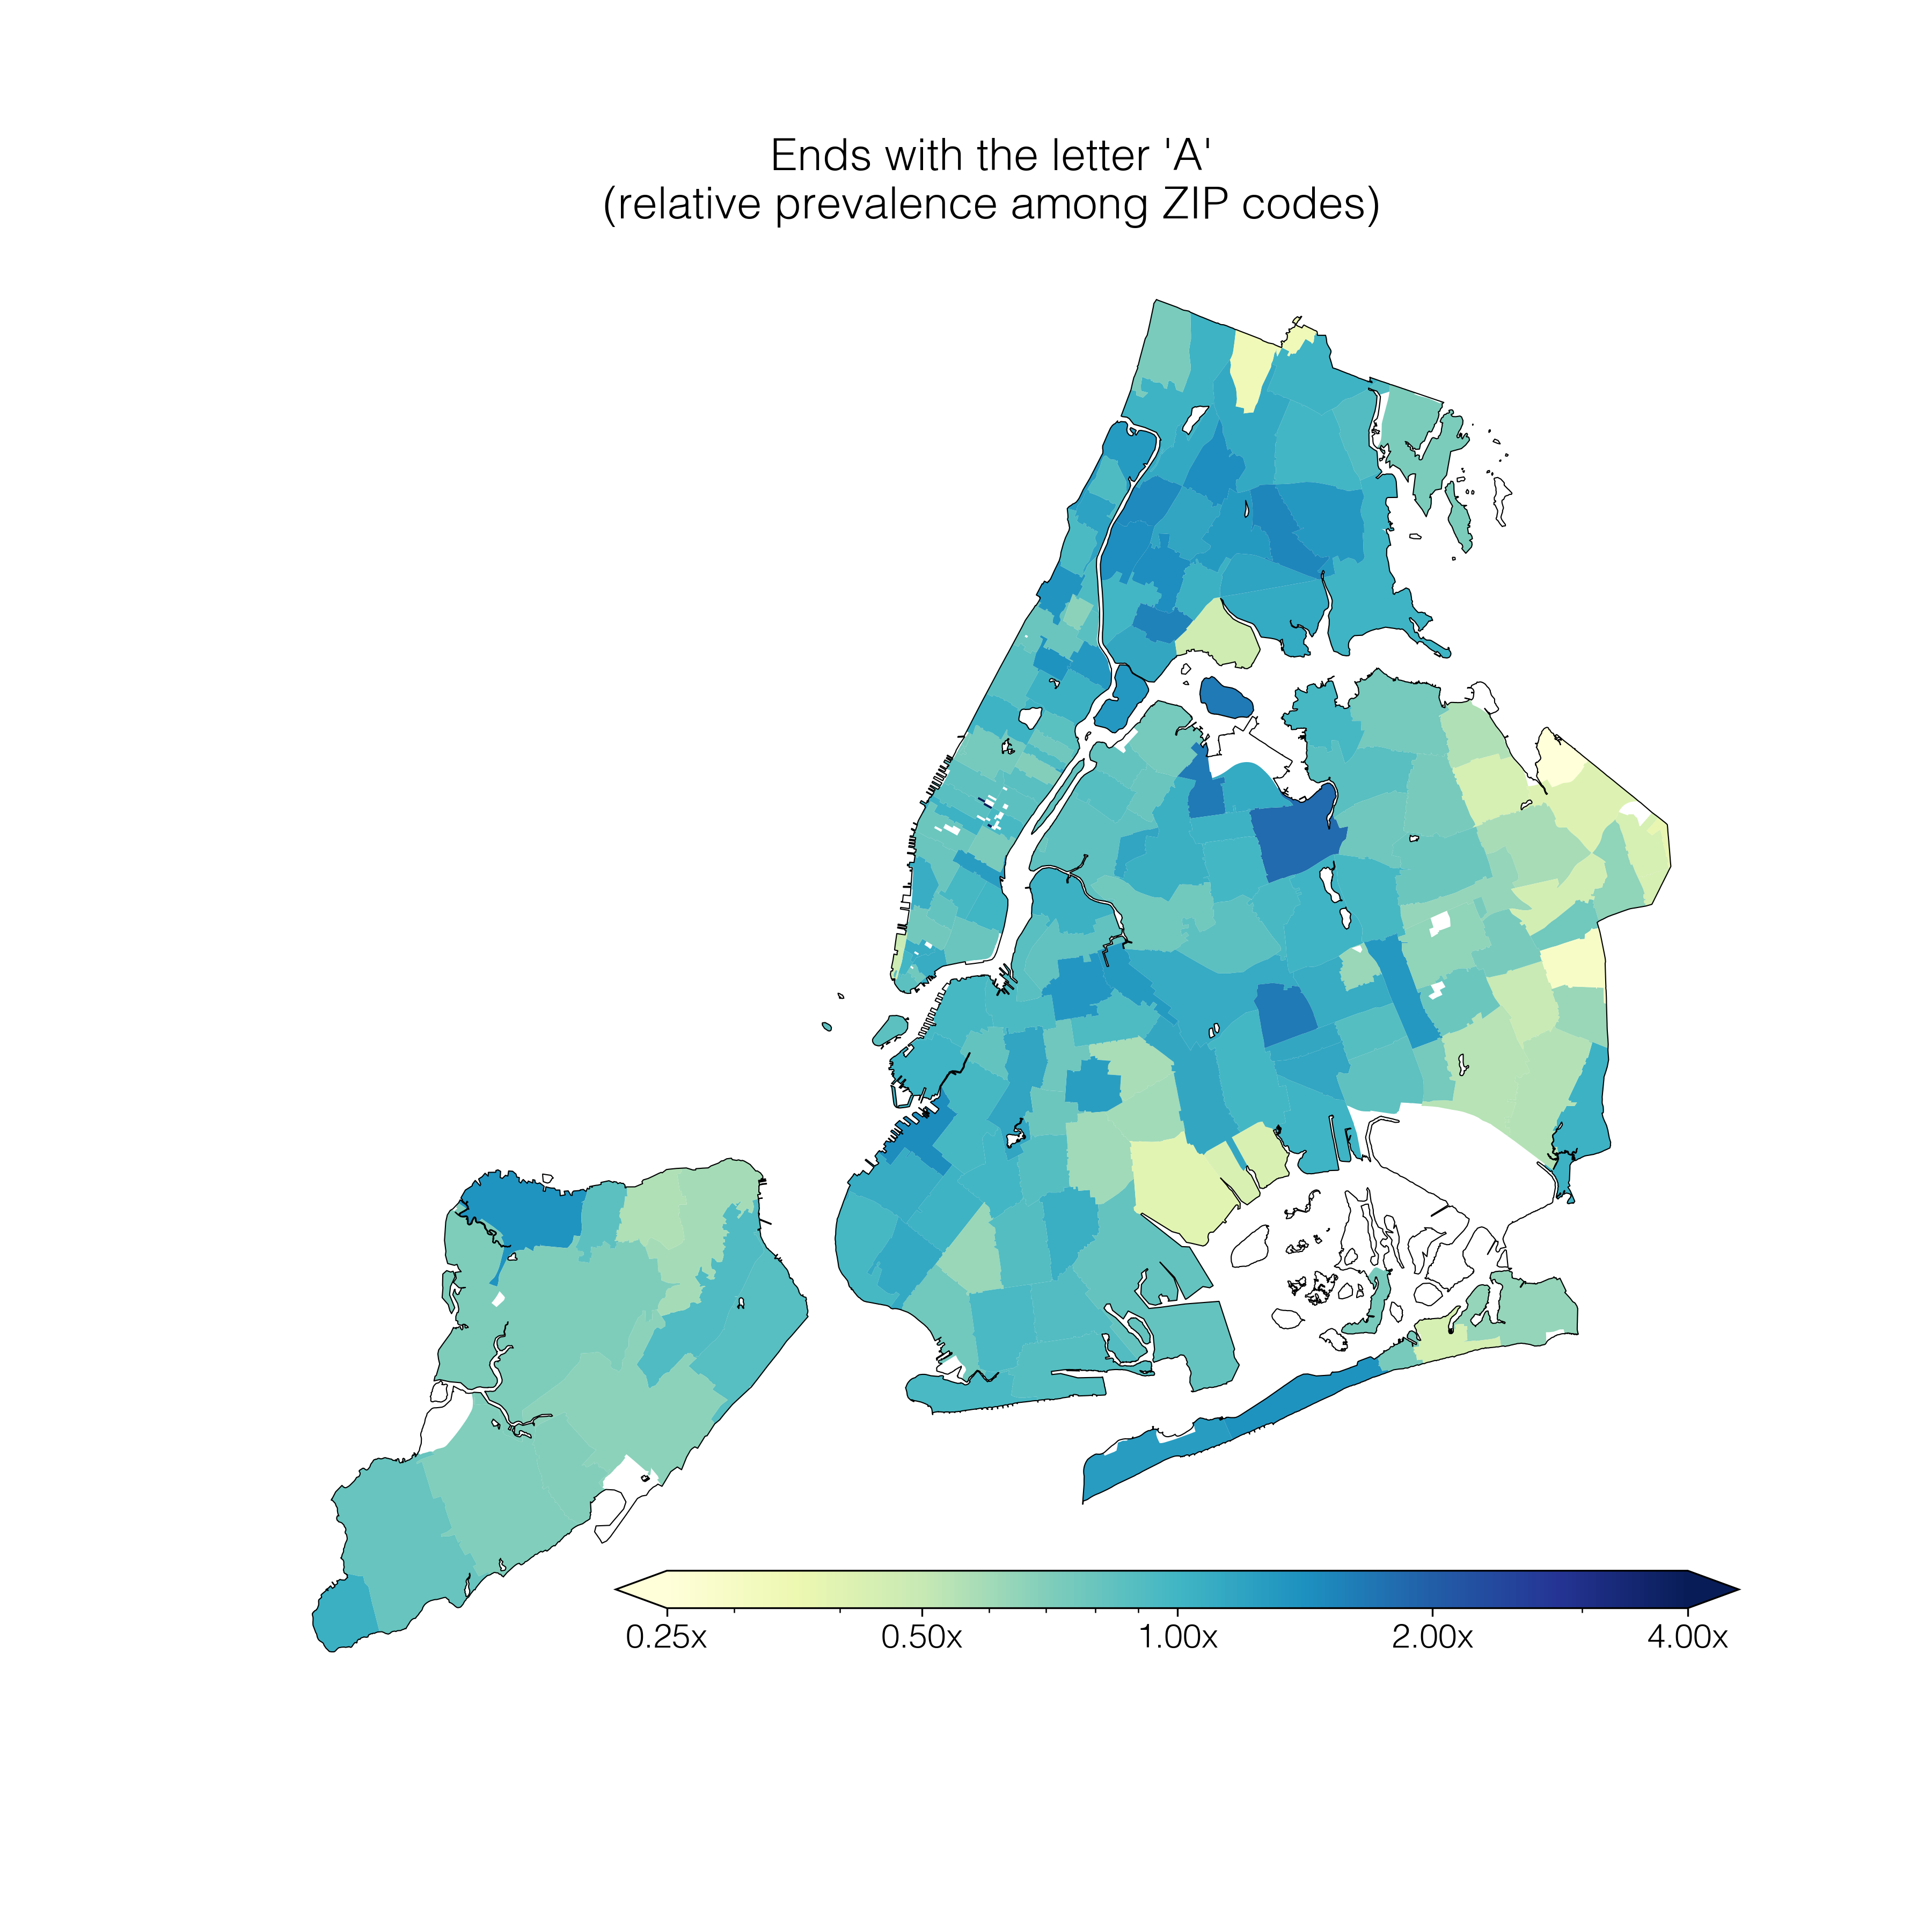 Ends with the letter 'A'
(relative prevalence among ZIP codes)
0.25x 0.50x 1.00x 2.00x 4.00x